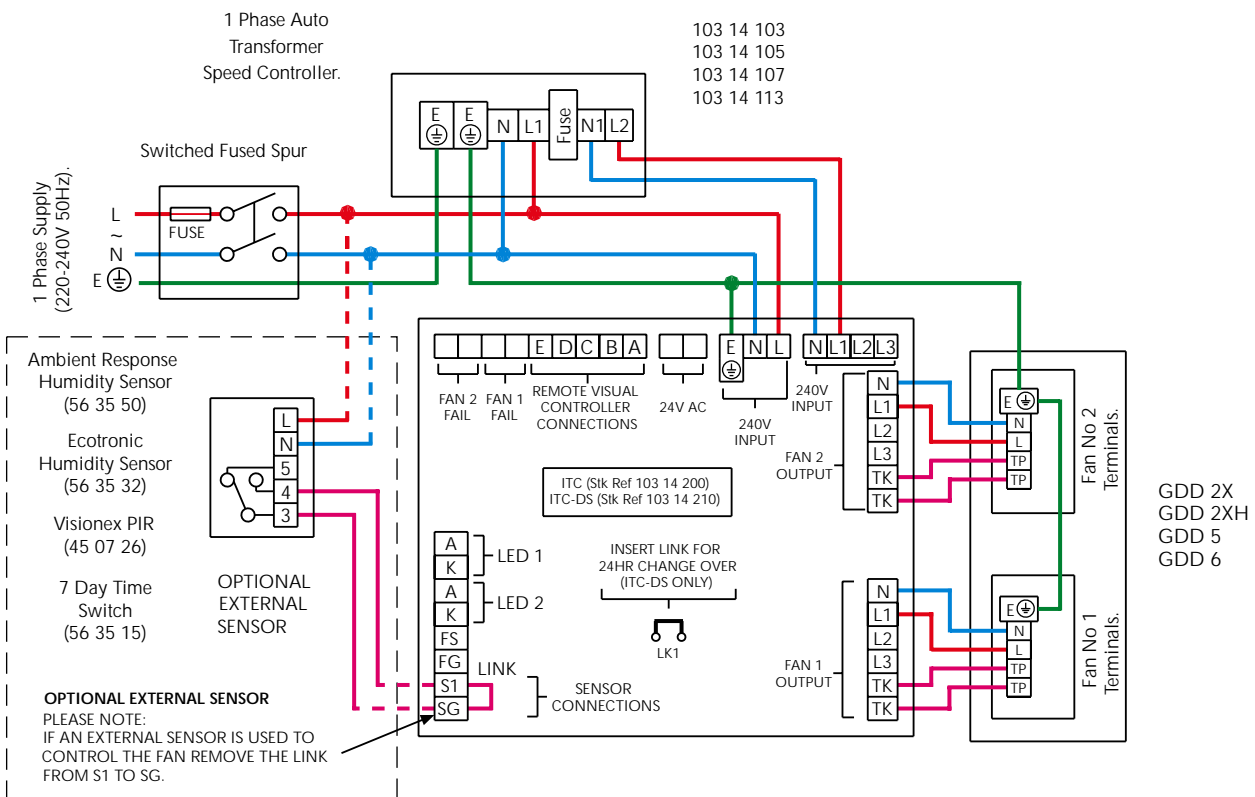 1 Phase Auto
Transformer
Speed Controller.
103 14 103
103 14 105
103 14 107
103 14 113
E
E
N
L1
Fuse
N1
L2
Switched Fused Spur
1 Phase Supply
(220-240V 50Hz).
L
~
N
E
FUSE
Ambient Response
Humidity Sensor
(56 35 50)
Ecotronic
Humidity Sensor
(56 35 32)
Visionex PIR
(45 07 26)
7 Day Time
Switch
(56 35 15)
L
N
5
4
3
OPTIONAL
EXTERNAL
SENSOR
OPTIONAL EXTERNAL SENSOR
PLEASE NOTE:
IF AN EXTERNAL SENSOR IS USED TO
CONTROL THE FAN REMOVE THE LINK
FROM S1 TO SG.
E D C B A
E N L
N L1 L2 L3
FAN 2
FAIL
FAN 1
FAIL
REMOTE VISUAL
CONTROLLER
CONNECTIONS
24V AC
240V
INPUT
240V
INPUT
ITC (Stk Ref 103 14 200)
ITC-DS (Stk Ref 103 14 210)
INSERT LINK FOR
24HR CHANGE OVER
(ITC-DS ONLY)
LK1
A
K
LED 1
A
K
LED 2
FS
FG
LINK
S1
SG
SENSOR
CONNECTIONS
FAN 2
OUTPUT
N
L1
L2
L3
TK
TK
FAN 1
OUTPUT
N
L1
L2
L3
TK
TK
E
N
L
TP
TP
Fan No 2
Terminals.
E
N
L
TP
TP
Fan No 1
Terminals.
GDD 2X
GDD 2XH
GDD 5
GDD 6